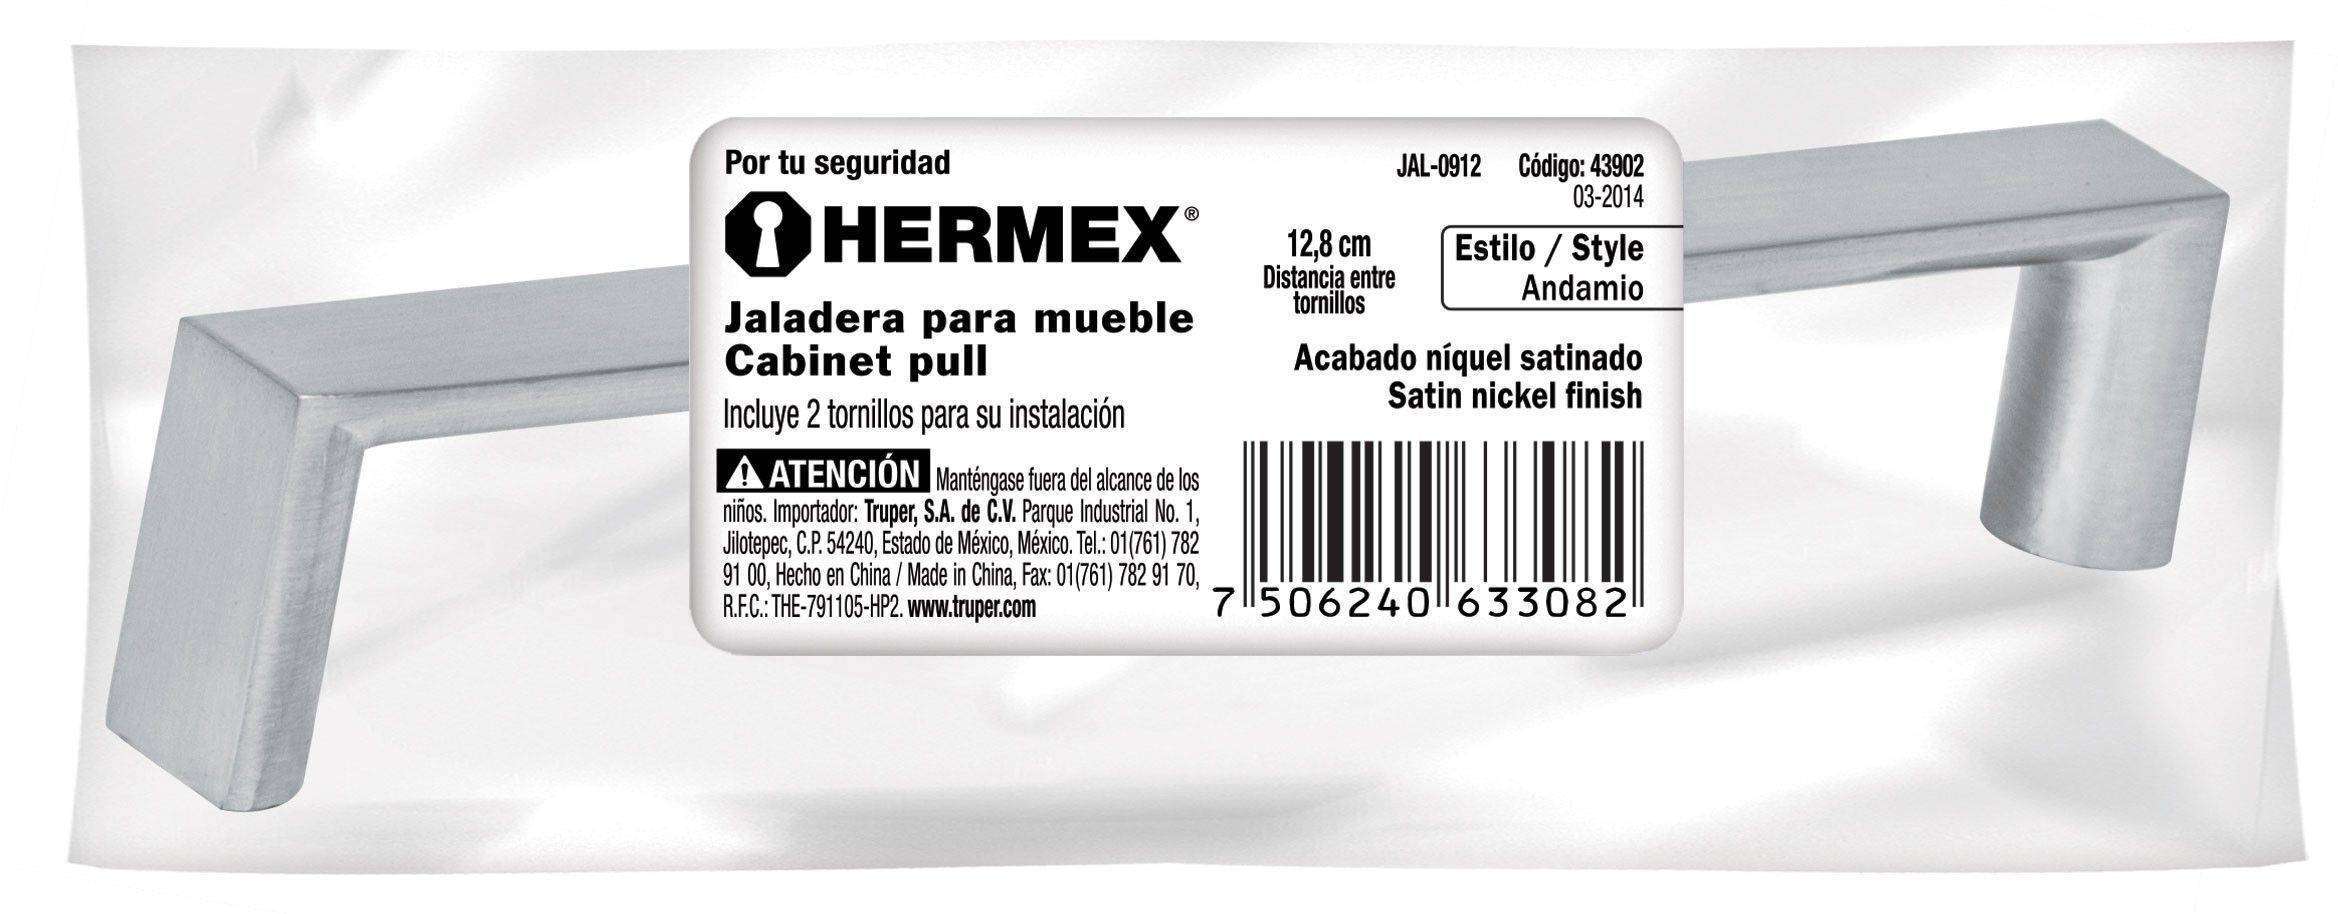 Por tu seguridad
HERMEX®
Jaladera para mueble
Cabinet pull
Incluye 2 tornillos para su instalación
ATENCIÓN Manténgase fuera del alcance de los
niños. Importador: Truper, S.A. de C.V. Parque Industrial No. 1,
Jilotepec, C.P. 54240, Estado de México, México. Tel.: 01(761) 782
91 00, Hecho en China / Made in China, Fax: 01(761) 782 91 70,
R.F.C.: THE-791105-HP2. www.truper.com
JAL-0912 Código: 43902
03-2014
12,8 cm
Distancia entre
tornillos
Estilo / Style
Andamio
Acabado níquel satinado
Satin nickel finish
7 506240 633082